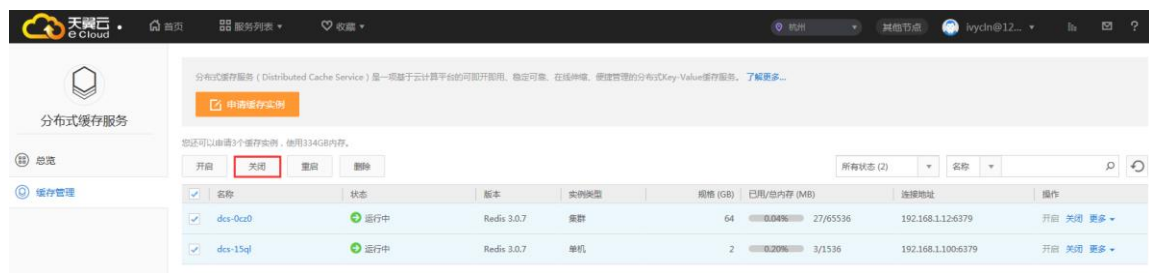 天翼云 e Cloud 首页 服务列表 收藏 杭州 其他节点 ivycln@12...
分布式缓存服务
总览
缓存管理
分布式缓存服务 ( Distributed Cache Service ) 是一项基于云计算平台的可即开即用、稳定可靠、在线伸缩、便捷管理的分布式Key-Value缓存服务。 了解更多...
申请缓存实例
您还可以申请3个缓存实例，使用334GB内存。
开启 关闭 重启 删除 所有状态 (2) 名称
名称 状态 版本 实例类型 规格 (GB) 已用/总内存 (MB) 连接地址 操作
dcs-0cz0 运行中 Redis 3.0.7 集群 64 0.04% 27/65536 192.168.1.12:6379 开启 关闭 更多
dcs-15ql 运行中 Redis 3.0.7 单机 2 0.20% 3/1536 192.168.1.100:6379 开启 关闭 更多